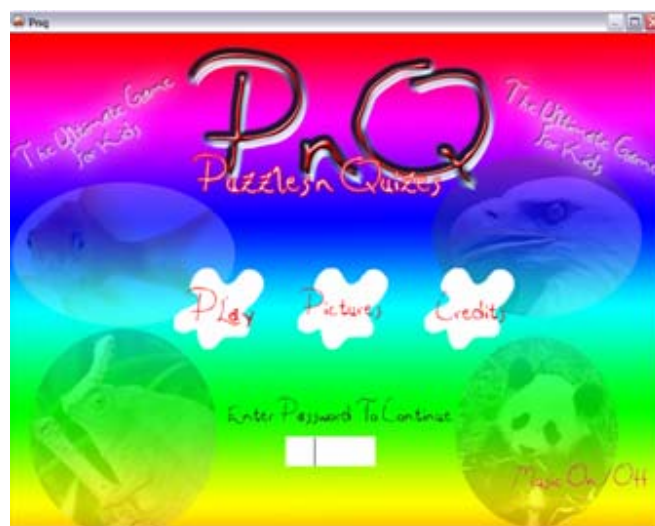 Pnq
PnQ
The Ultimate Game
for Kids
The Ultimate Game
for Kids
Puzzles n Quizes
Play
Pictures
Credits
Enter Password To Continue
Music On / Off